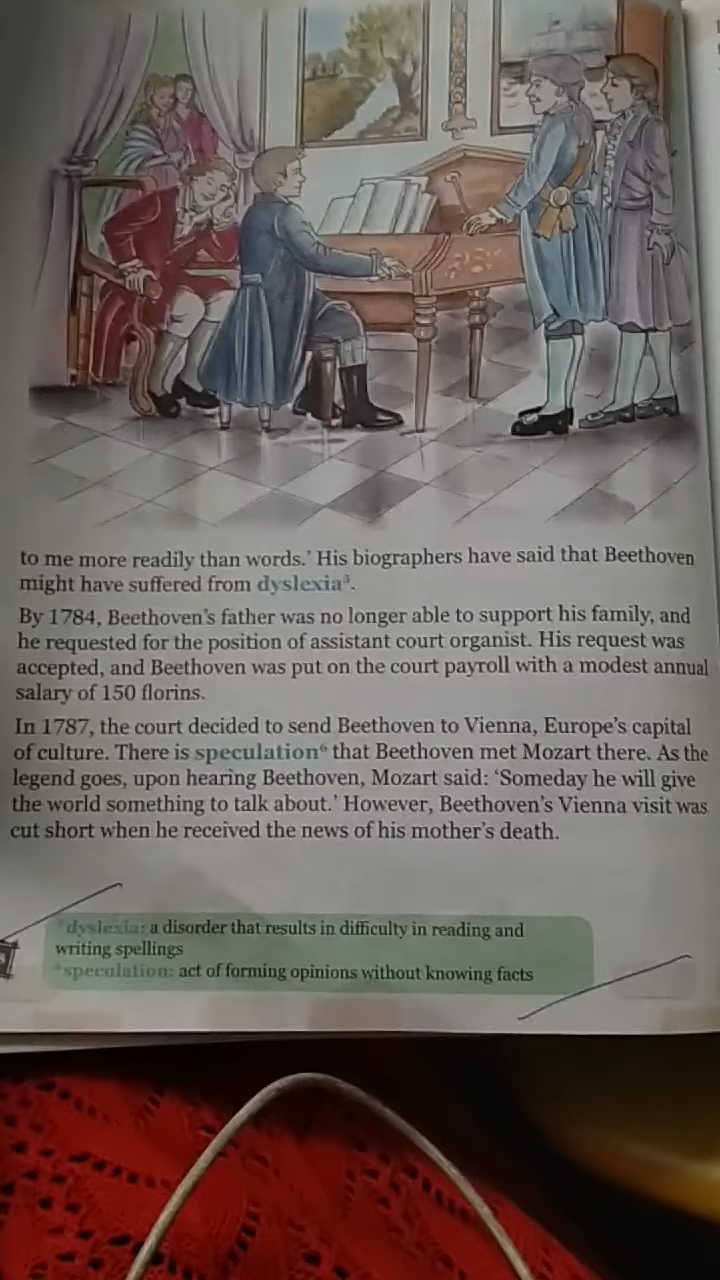 to me more readily than words.' His biographers have said that Beethoven
might have suffered from dyslexia⁵.
By 1784, Beethoven's father was no longer able to support his family, and
he requested for the position of assistant court organist. His request was
accepted, and Beethoven was put on the court payroll with a modest annual
salary of 150 florins.
In 1787, the court decided to send Beethoven to Vienna, Europe's capital
of culture. There is speculation⁶ that Beethoven met Mozart there. As the
legend goes, upon hearing Beethoven, Mozart said: 'Someday he will give
the world something to talk about.' However, Beethoven's Vienna visit was
cut short when he received the news of his mother's death.
⁵dyslexia: a disorder that results in difficulty in reading and
writing spellings
⁶speculation: act of forming opinions without knowing facts